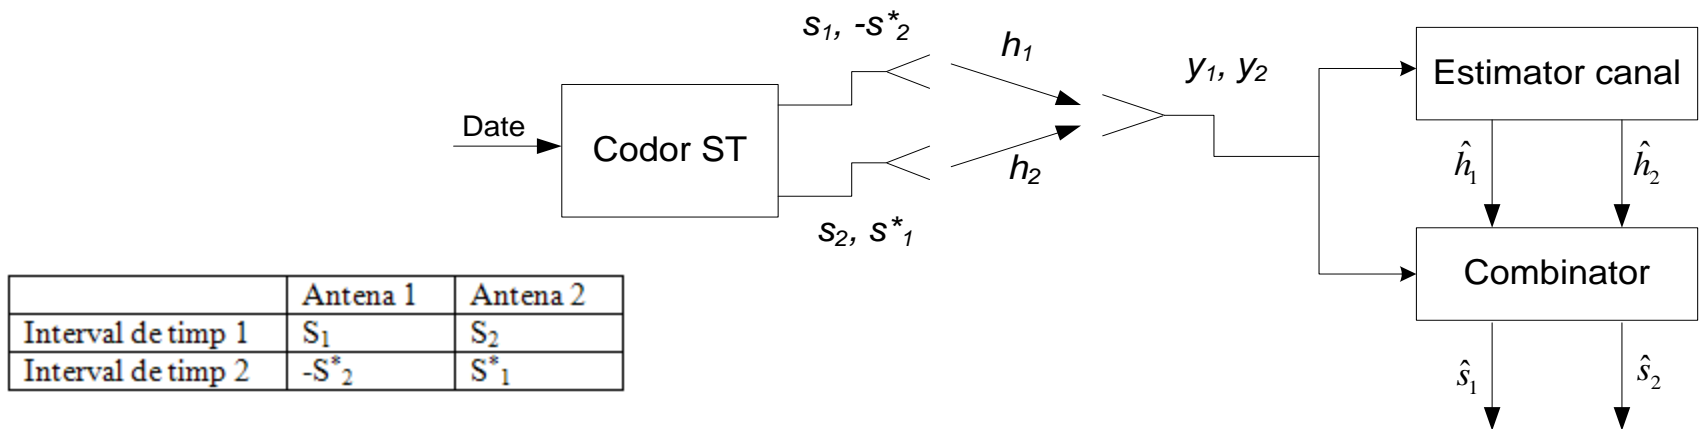 s₁, -s*₂
h₁
y₁, y₂
Estimator canal
Date
Codor ST
h₂
ĥ₁
ĥ₂
s₂, s*₁
Combinator
ŝ₁
ŝ₂
Antena 1 Antena 2
Interval de timp 1 S₁ S₂
Interval de timp 2 -S*₂ S*₁